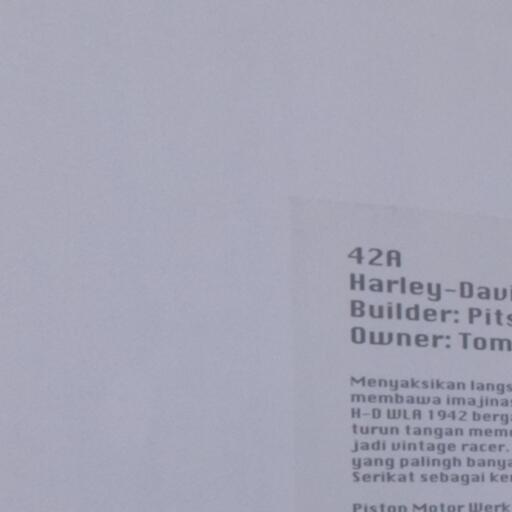 42A
Harley-Davi
Builder: Pits
Owner: Tom
Menyaksikan langs
membawa imajinas
H-D WLA 1942 berga
turun tangan meme
jadi vintage racer.
yang palingh banya
Serikat sebagai ke
Piston Motor Werk